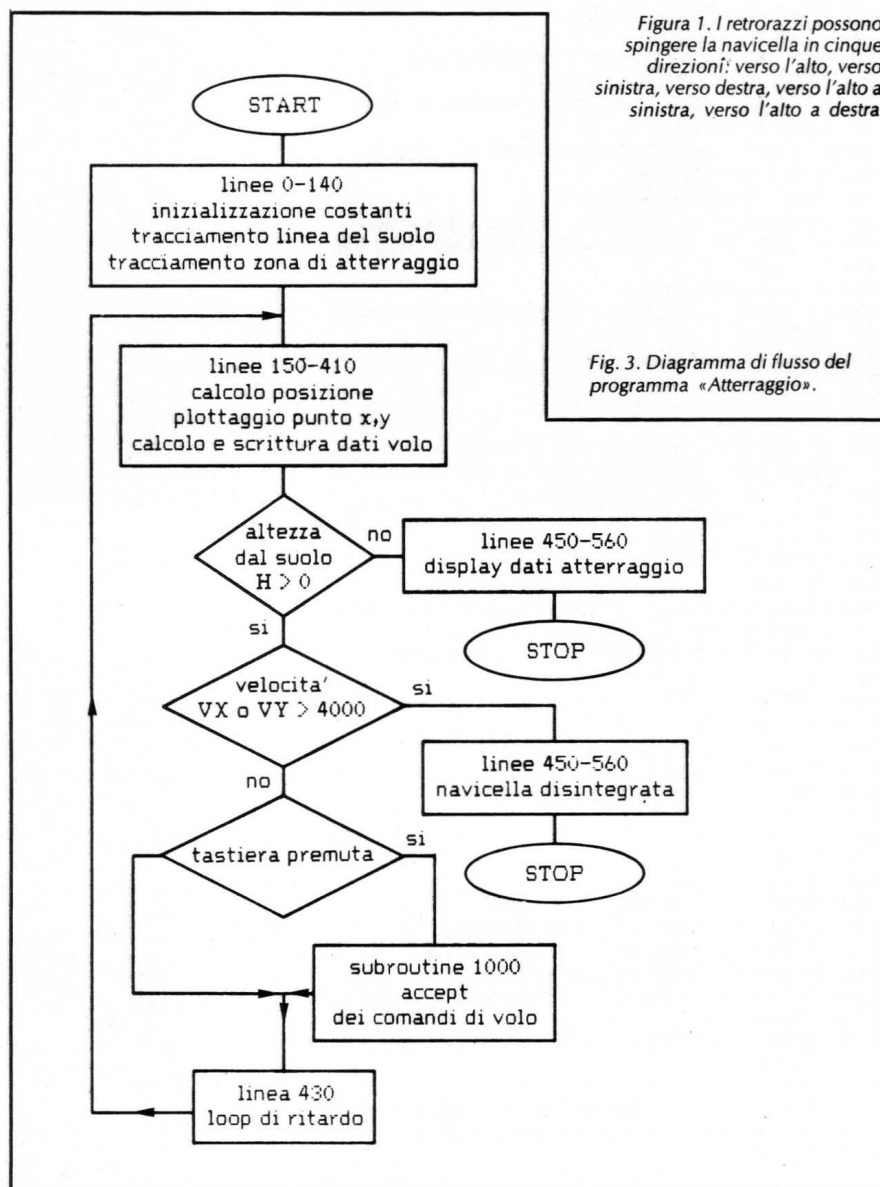 Figura 1. I retrorazzi possono
spingere la navicella in cinque
direzioni: verso l'alto, verso
sinistra, verso destra, verso l'alto a
sinistra, verso l'alto a destra
START
linee 0-140
inizializzazione costanti
tracciamento linea del suolo
tracciamento zona di atterraggio
linee 150-410
calcolo posizione
plottaggio punto x,y
calcolo e scrittura dati volo
Fig. 3. Diagramma di flusso del
programma «Atterraggio».
altezza
dal suolo
H > 0
no
linee 450-560
display dati atterraggio
STOP
si
velocita'
VX o VY > 4000
si
linee 450-560
navicella disintegrata
STOP
no
tastiera premuta
si
subroutine 1000
accept
dei comandi di volo
linea 430
loop di ritardo